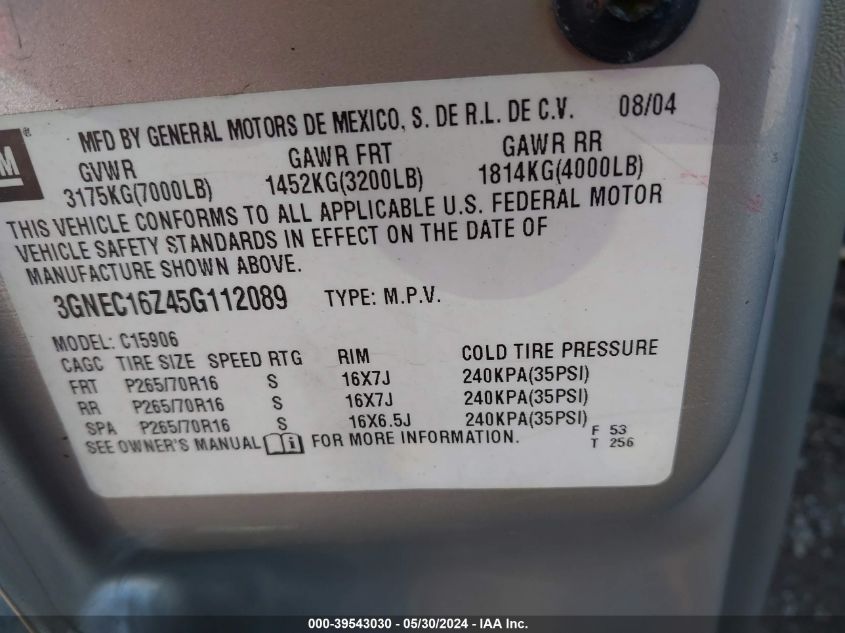 M ®
MFD BY GENERAL MOTORS DE MEXICO, S. DE R.L. DE C.V. 08/04
GVWR GAWR FRT GAWR RR
3175KG(7000LB) 1452KG(3200LB) 1814KG(4000LB)
THIS VEHICLE CONFORMS TO ALL APPLICABLE U.S. FEDERAL MOTOR
VEHICLE SAFETY STANDARDS IN EFFECT ON THE DATE OF
MANUFACTURE SHOWN ABOVE.
3GNEC16Z45G112089 TYPE: M.P.V.
MODEL: C15906
CAGC TIRE SIZE SPEED RTG RIM COLD TIRE PRESSURE
FRT P265/70R16 S 16X7J 240KPA(35PSI)
RR P265/70R16 S 16X7J 240KPA(35PSI)
SPA P265/70R16 S 16X6.5J 240KPA(35PSI)
SEE OWNER'S MANUAL i FOR MORE INFORMATION. F 53
T 256
000-39543030 - 05/30/2024 - IAA Inc.